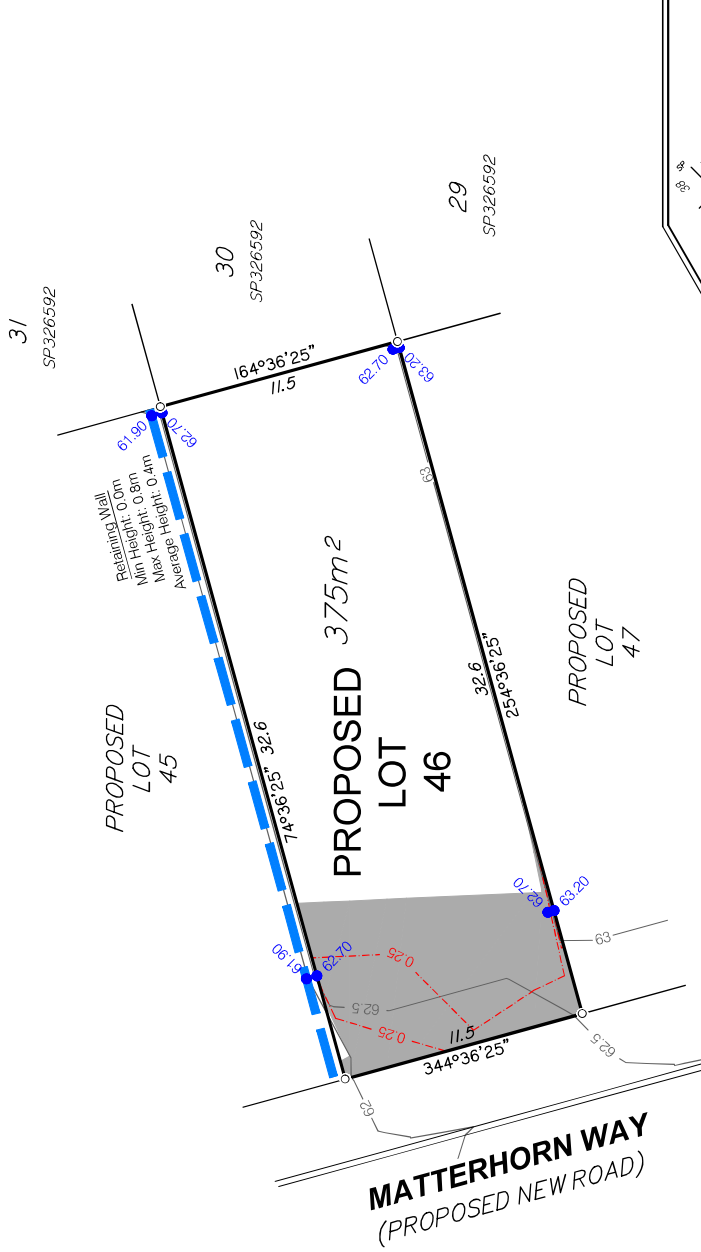 29
SP326592
30
SP326592
31
SP326592
38
164°36'25"
11.5
62.70
63.20
61.90
62.70
Retaining Wall
Min Height: 0.0m
Max Height: 0.8m
Average Height: 0.4m
63
375m²
PROPOSED
LOT
46
PROPOSED
LOT
47
PROPOSED
LOT
45
32.6
254°36'25"
74°36'25" 32.6
62.70
63.20
61.90
62.70
0.25
63
62.5
0.25
11.5
344°36'25"
62.5
62
MATTERHORN WAY
(PROPOSED NEW ROAD)